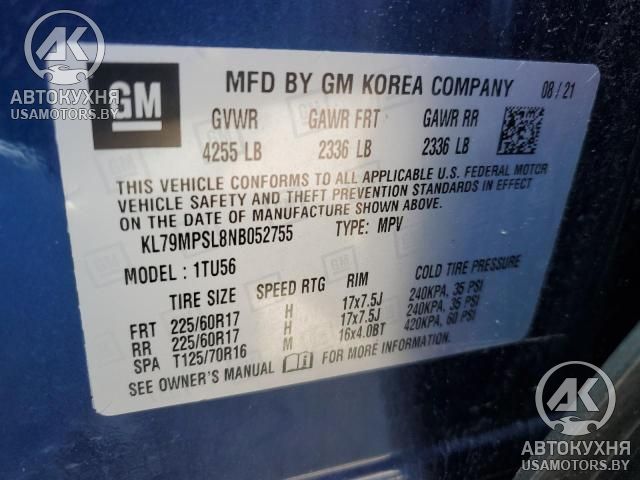 GM
MFD BY GM KOREA COMPANY 08/21
GVWR GAWR FRT GAWR RR
4255 LB 2336 LB 2336 LB
THIS VEHICLE CONFORMS TO ALL APPLICABLE U.S. FEDERAL MOTOR
VEHICLE SAFETY AND THEFT PREVENTION STANDARDS IN EFFECT
ON THE DATE OF MANUFACTURE SHOWN ABOVE.
KL79MPSL8NB052755 TYPE: MPV
MODEL: 1TU56
TIRE SIZE SPEED RTG RIM COLD TIRE PRESSURE
FRT 225/60R17 H 17x7.5J 240KPA, 35 PSI
RR 225/60R17 H 17x7.5J 240KPA, 35 PSI
SPA T125/70R16 M 16x4.0BT 420KPA, 60 PSI
SEE OWNER'S MANUAL FOR MORE INFORMATION.
АК
АВТОКУХНЯ
USAMOTORS.BY
АК
АВТОКУХНЯ
USAMOTORS.BY